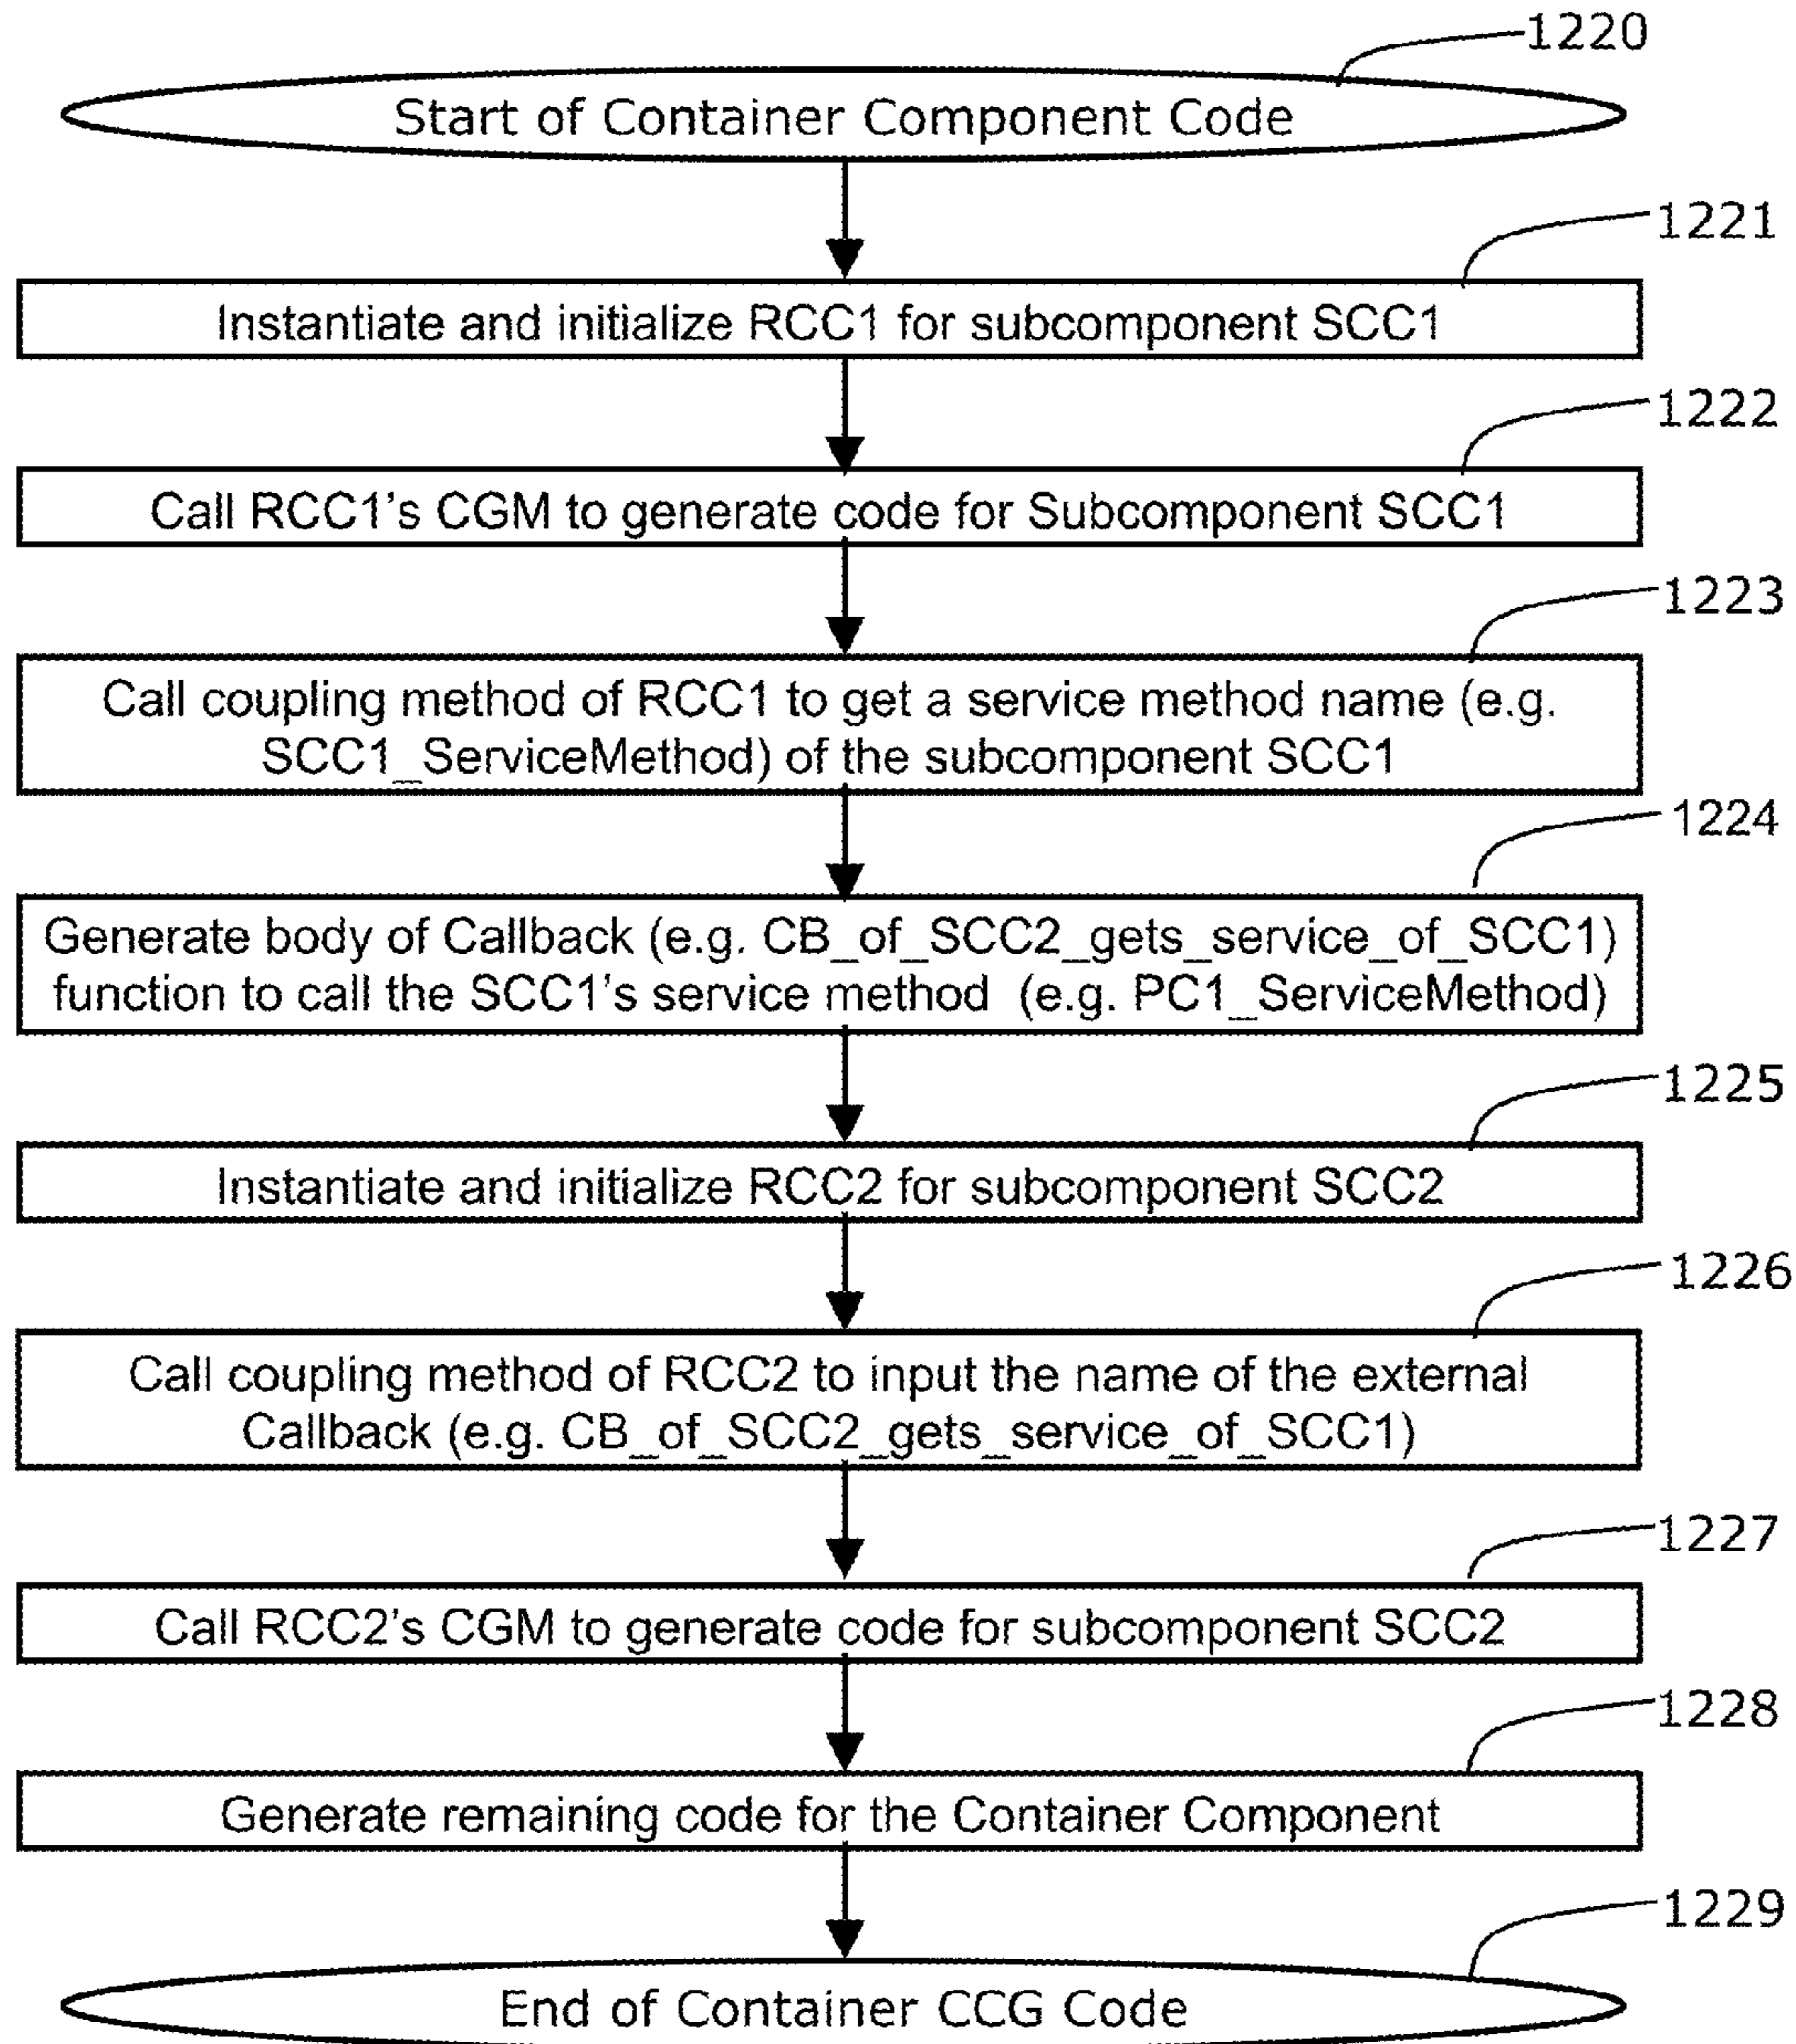 1220
Start of Container Component Code
1221
Instantiate and initialize RCC1 for subcomponent SCC1
1222
Call RCC1's CGM to generate code for Subcomponent SCC1
1223
Call coupling method of RCC1 to get a service method name (e.g.
SCC1_ServiceMethod) of the subcomponent SCC1
1224
Generate body of Callback (e.g. CB_of_SCC2_gets_service_of_SCC1)
function to call the SCC1's service method (e.g. PC1_ServiceMethod)
1225
Instantiate and initialize RCC2 for subcomponent SCC2
1226
Call coupling method of RCC2 to input the name of the external
Callback (e.g. CB_of_SCC2_gets_service_of_SCC1)
1227
Call RCC2's CGM to generate code for subcomponent SCC2
1228
Generate remaining code for the Container Component
1229
End of Container CCG Code